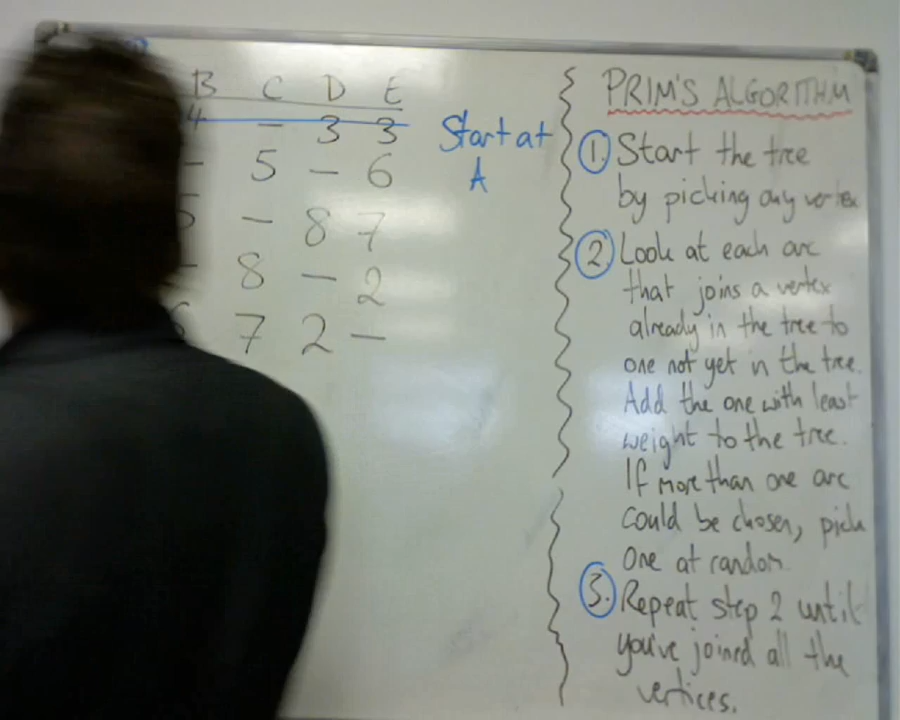 B C D E
4 - 3 3
- 5 - 6
5 - 8 7
- 8 - 2
6 7 2 -
Start at
A
PRIM'S ALGORITHM
1. Start the tree
by picking any vertex
2. Look at each arc
that joins a vertex
already in the tree to
one not yet in the tree.
Add the one with least
weight to the tree.
If more than one arc
could be chosen, pick
one at random.
3. Repeat step 2 until
you've joined all the
vertices.